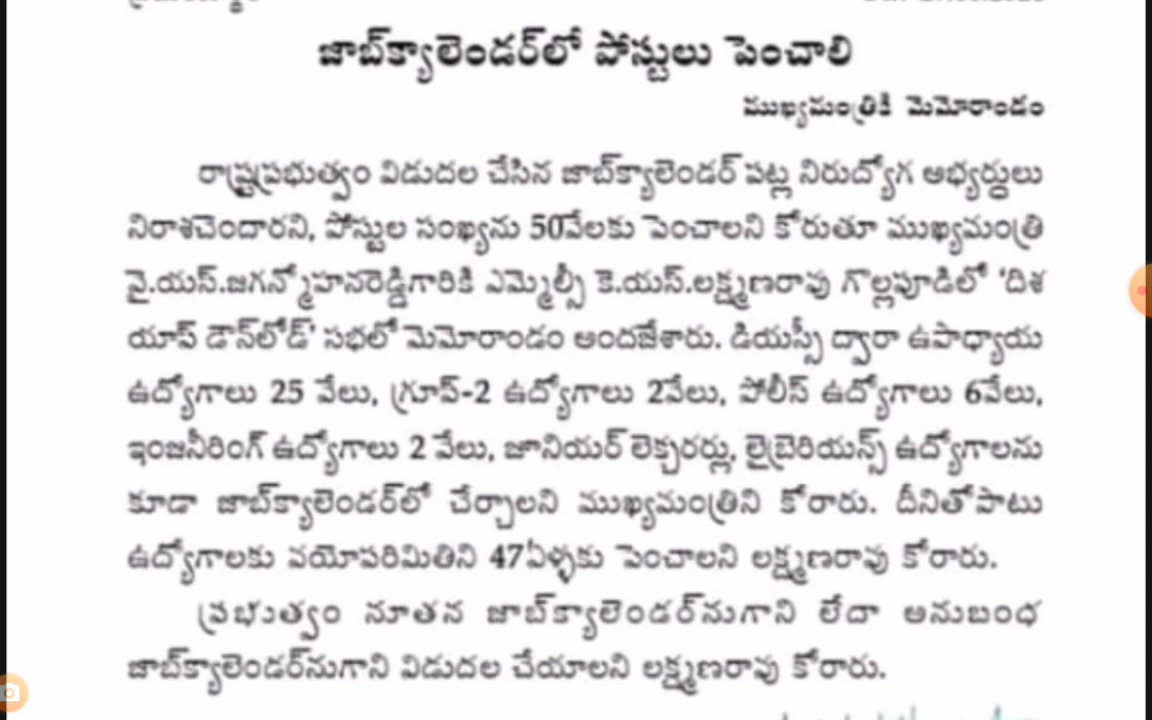 జాబ్‌క్యాలెండర్‌లో పోస్టులు పెంచాలి
ముఖ్యమంత్రికి మెమోరాండం
రాష్ట్రప్రభుత్వం విడుదల చేసిన జాబ్‌క్యాలెండర్ పట్ల నిరుద్యోగ అభ్యర్థులు
నిరాశచెందారని, పోస్టుల సంఖ్యను 50వేలకు పెంచాలని కోరుతూ ముఖ్యమంత్రి
వై.యస్.జగన్మోహనరెడ్డిగారికి ఎమ్మెల్సీ కె.యస్.లక్ష్మణరావు గొల్లపూడిలో 'దిశ
యాప్ డౌన్‌లోడ్' సభలో మెమోరాండం అందజేశారు. డియస్సీ ద్వారా ఉపాధ్యాయ
ఉద్యోగాలు 25 వేలు, గ్రూప్-2 ఉద్యోగాలు 2వేలు, పోలీస్ ఉద్యోగాలు 6వేలు,
ఇంజనీరింగ్ ఉద్యోగాలు 2 వేలు, జూనియర్ లెక్చరర్లు, లైబ్రెరియన్స్ ఉద్యోగాలను
కూడా జాబ్‌క్యాలెండర్‌లో చేర్చాలని ముఖ్యమంత్రిని కోరారు. దీనితోపాటు
ఉద్యోగాలకు వయోపరిమితిని 47ఏళ్ళకు పెంచాలని లక్ష్మణరావు కోరారు.
ప్రభుత్వం నూతన జాబ్‌క్యాలెండర్‌నుగాని లేదా అనుబంధ
జాబ్‌క్యాలెండర్‌నుగాని విడుదల చేయాలని లక్ష్మణరావు కోరారు.